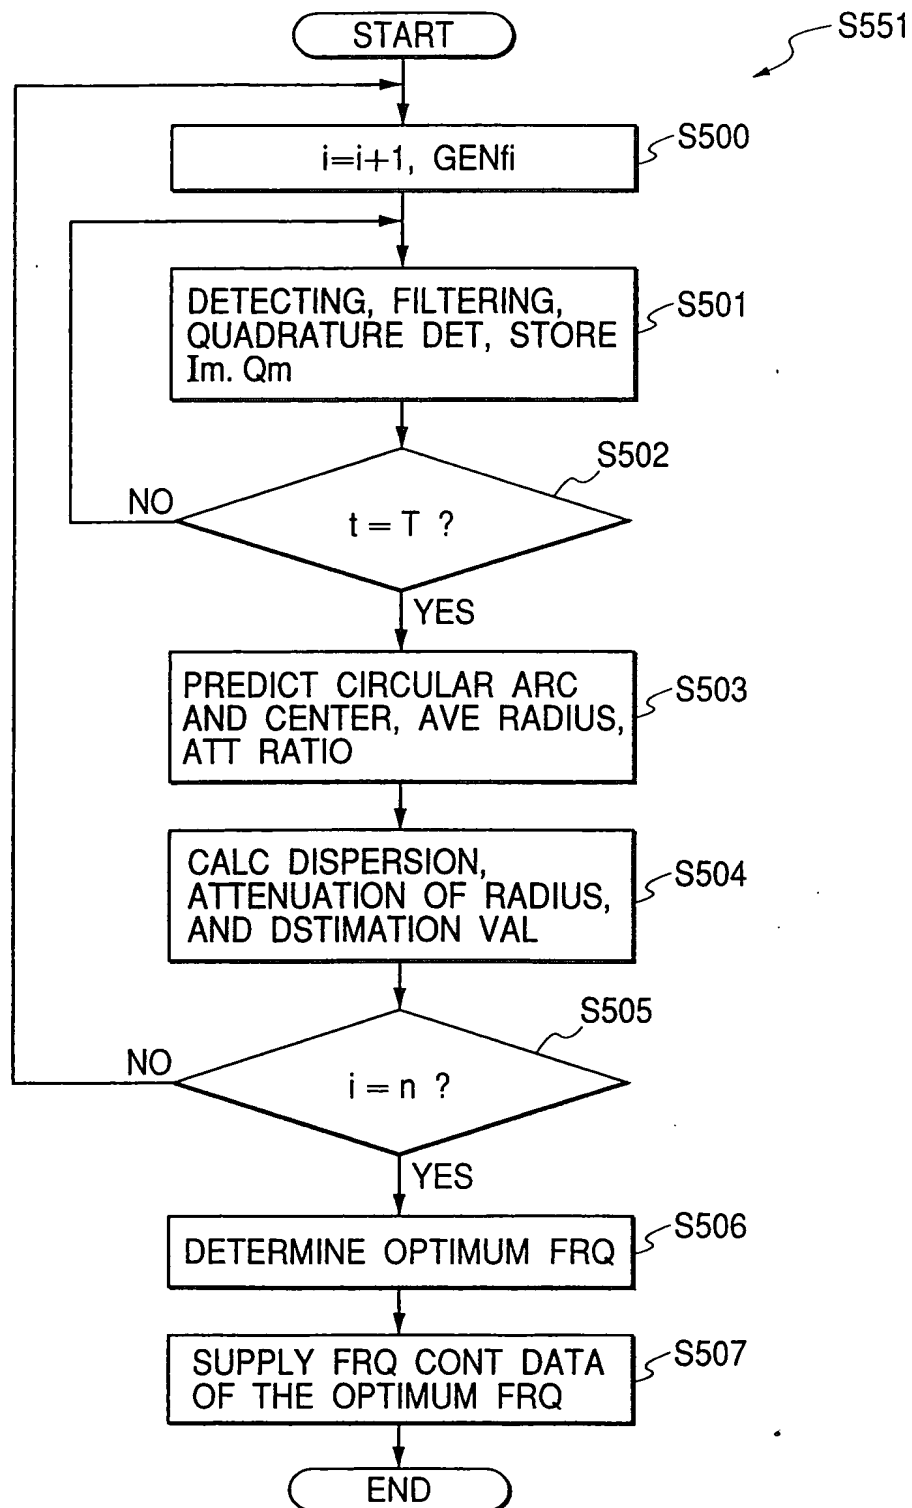 START
S551
i=i+1, GENfi
S500
DETECTING, FILTERING,
QUADRATURE DET, STORE
Im. Qm
S501
S502
NO
t = T ?
YES
PREDICT CIRCULAR ARC
AND CENTER, AVE RADIUS,
ATT RATIO
S503
CALC DISPERSION,
ATTENUATION OF RADIUS,
AND DSTIMATION VAL
S504
S505
NO
i = n ?
YES
DETERMINE OPTIMUM FRQ
S506
SUPPLY FRQ CONT DATA
OF THE OPTIMUM FRQ
S507
END